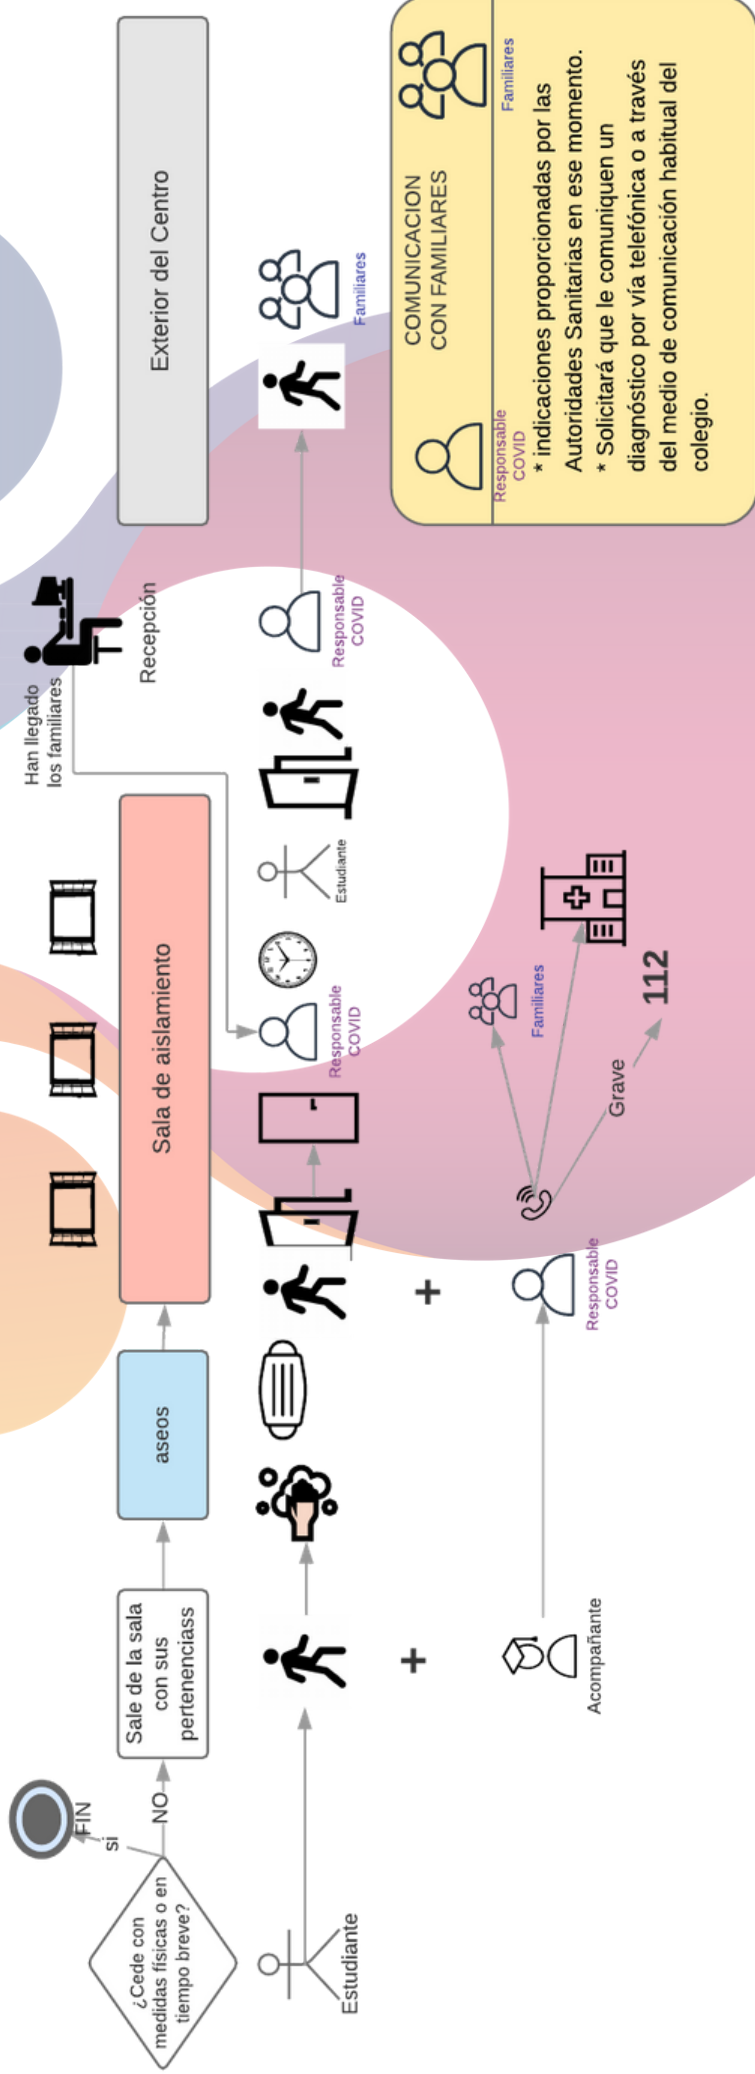 ¿Cede con
medidas físicas o en
tiempo breve?
si
FIN
NO
Sale de la sala
con sus
pertenenciass
aseos
Sala de aislamiento
Han llegado
los familiares
Recepción
Exterior del Centro
Estudiante
Responsable
COVID
Estudiante
Responsable
COVID
Familiares
Acompañante
Responsable
COVID
Familiares
Grave
112
COMUNICACION
CON FAMILIARES
Responsable
COVID
Familiares
* indicaciones proporcionadas por las
Autoridades Sanitarias en ese momento.
* Solicitará que le comuniquen un
diagnóstico por vía telefónica o a través
del medio de comunicación habitual del
colegio.